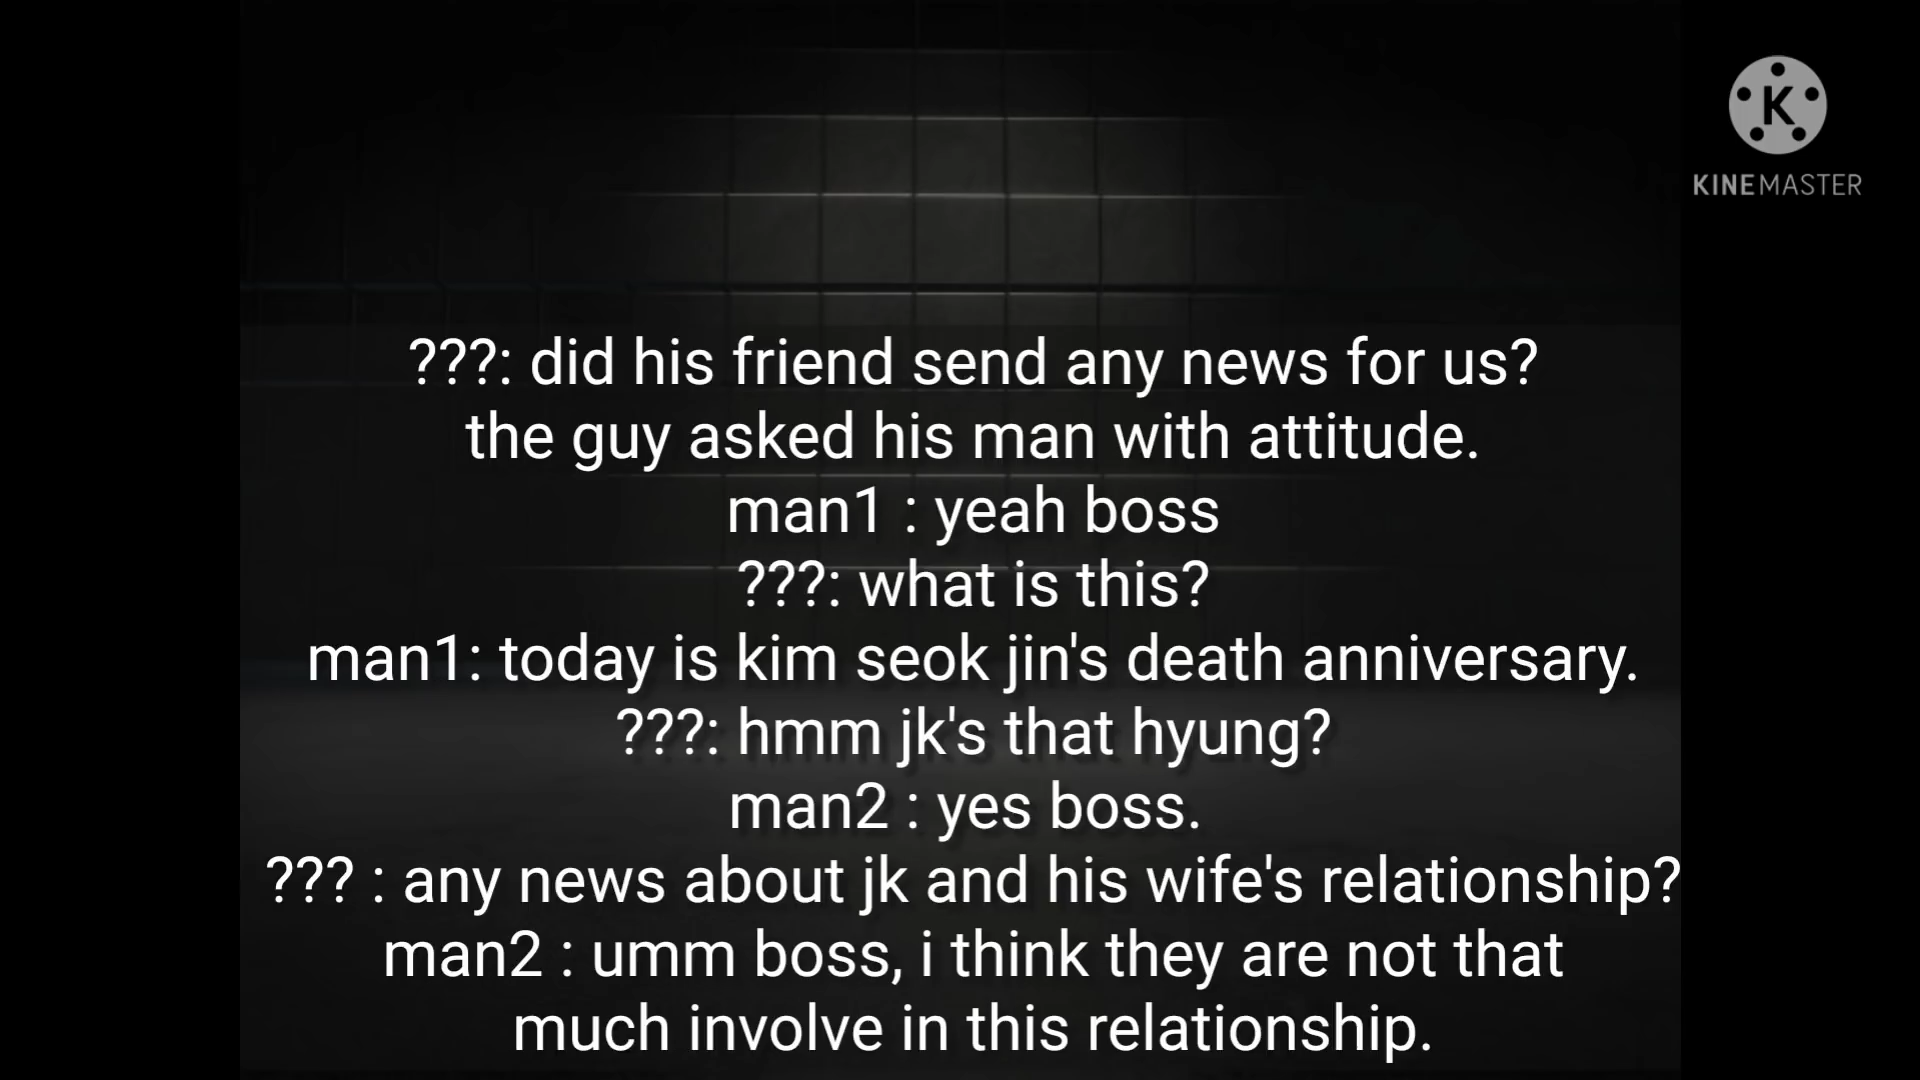 K
KINEMASTER
???: did his friend send any news for us?
the guy asked his man with attitude.
man1 : yeah boss
???: what is this?
man1: today is kim seok jin's death anniversary.
???: hmm jk's that hyung?
man2 : yes boss.
??? : any news about jk and his wife's relationship?
man2 : umm boss, i think they are not that
much involve in this relationship.